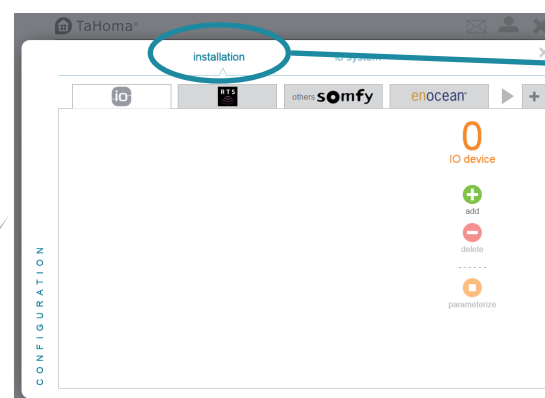 TaHoma®
installation
io system
io
RTS
others somfy
enocean®
0
IO device
add
delete
parameterize
CONFIGURATION